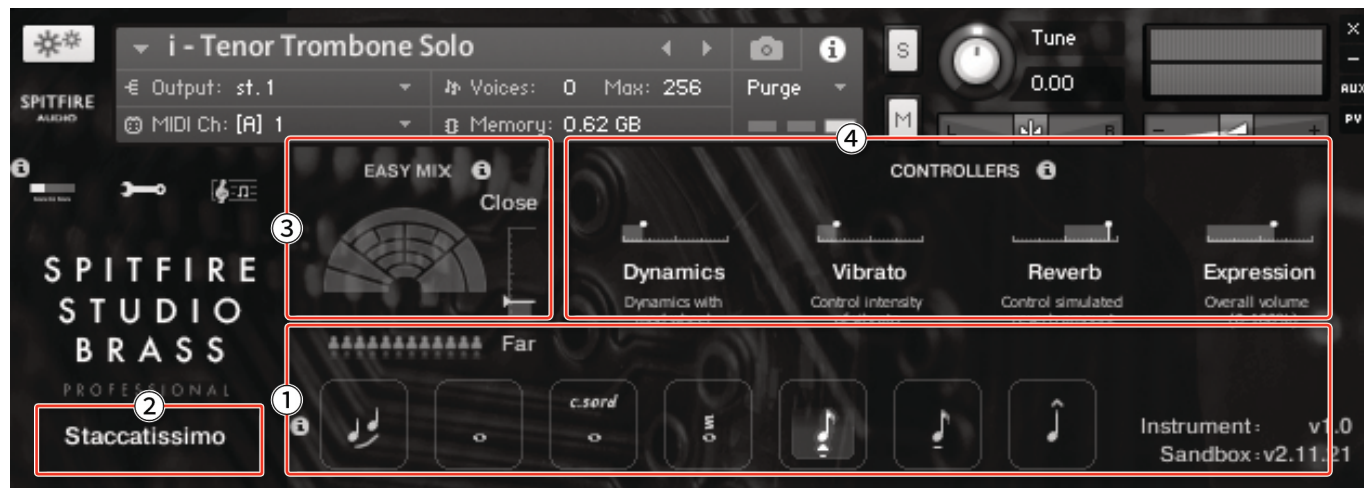 i - Tenor Trombone Solo
S
Tune
0.00
X
–
AUX
PV
SPITFIRE
AUDIO
Output: st. 1
Voices: 0 Max: 256
Purge
MIDI Ch: [A] 1
Memory: 0.62 GB
M
L R
– +
④
EASY MIX
CONTROLLERS
Close
③
SPITFIRE
STUDIO
BRASS
PROFESSIONAL
Dynamics
Dynamics with
Vibrato
Control intensity
Reverb
Control simulated
Expression
Overall volume
Far
②
Staccatissimo
①
c.sord
Instrument: v1.0
Sandbox: v2.11.21